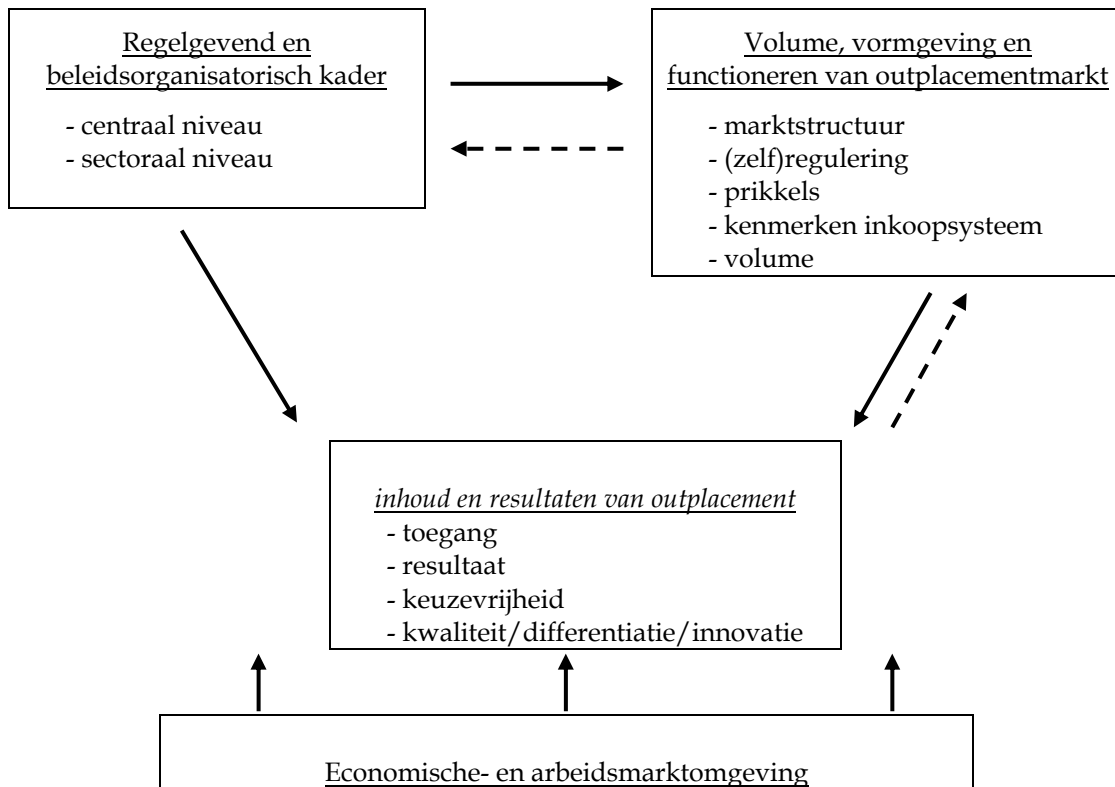 Regelgevend en
beleidsorganisatorisch kader
- centraal niveau
- sectoraal niveau
Volume, vormgeving en
functioneren van outplacementmarkt
- marktstructuur
- (zelf)regulering
- prikkels
- kenmerken inkoopsysteem
- volume
inhoud en resultaten van outplacement
- toegang
- resultaat
- keuzevrijheid
- kwaliteit/differentiatie/innovatie
Economische- en arbeidsmarktomgeving